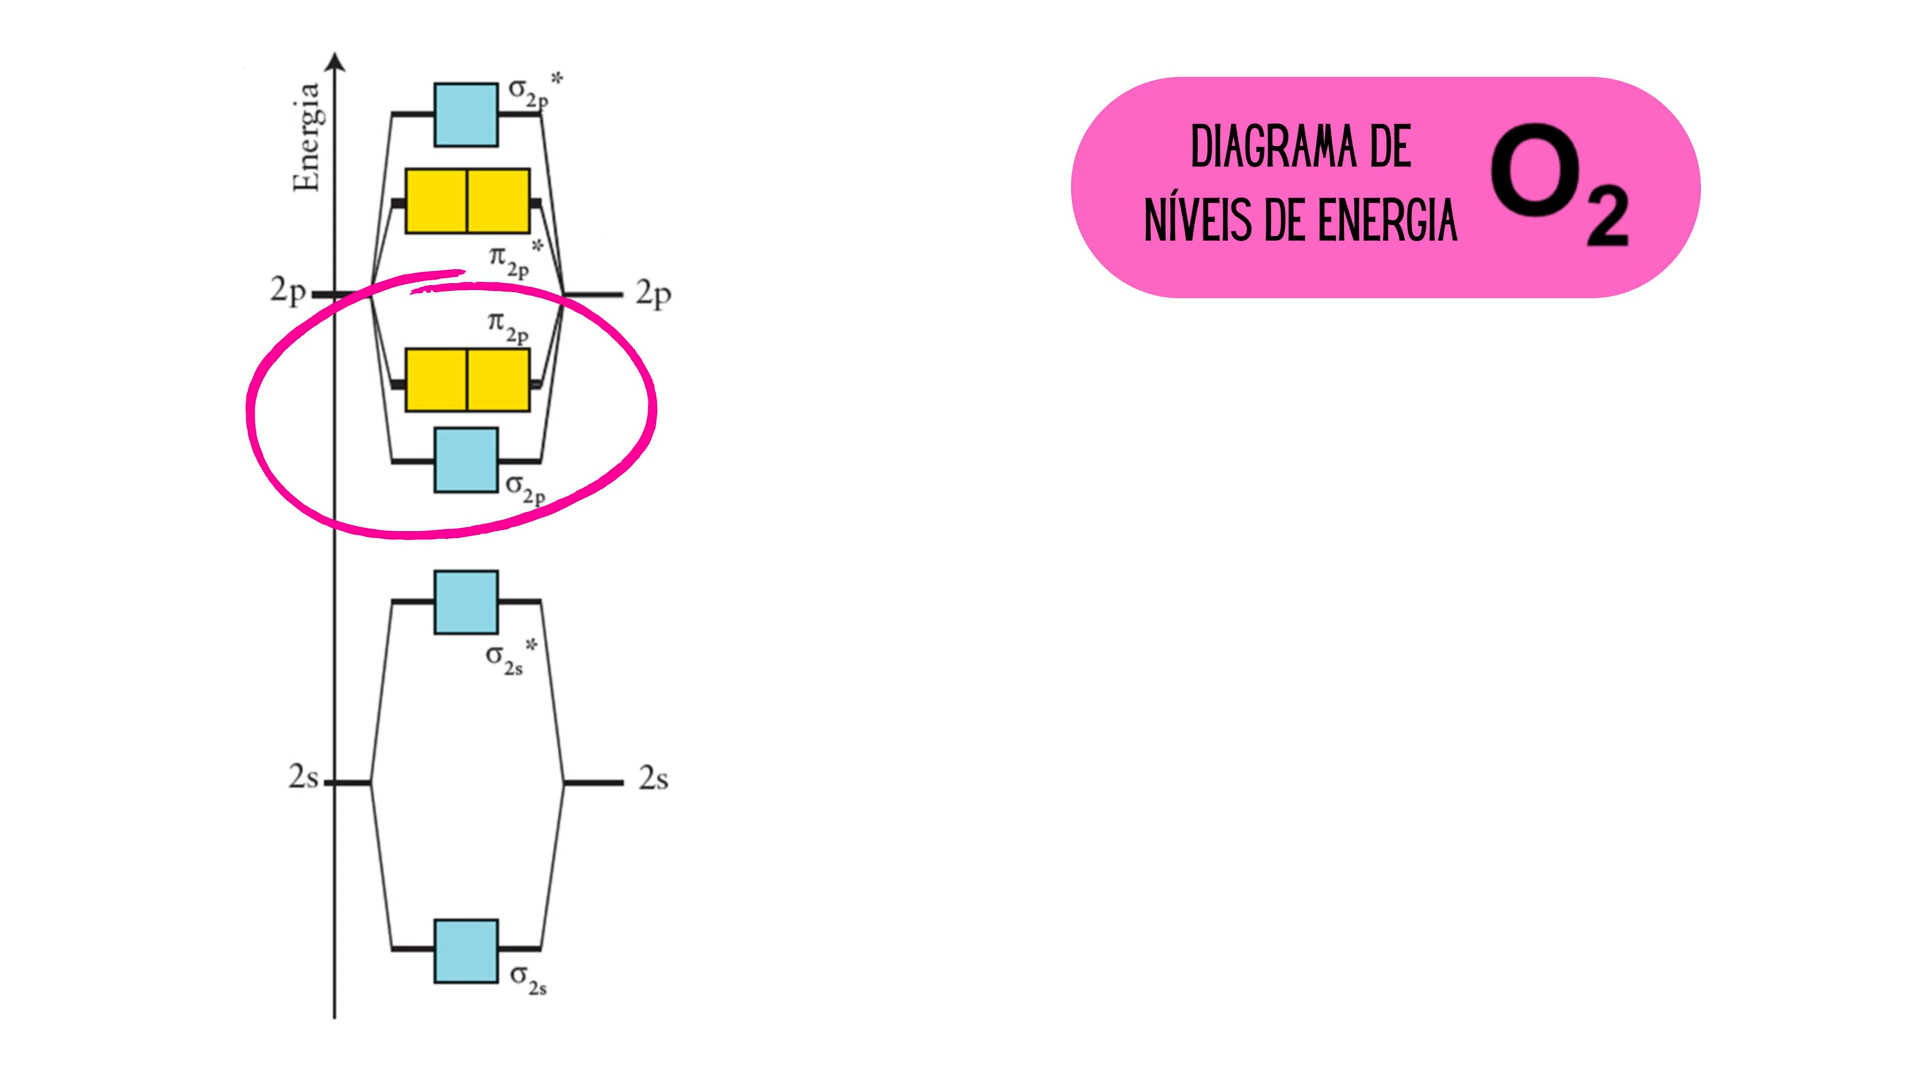 Energia
σ2p*
π2p*
2p
2p
π2p
σ2p
σ2s*
2s
2s
σ2s
DIAGRAMA DE
NÍVEIS DE ENERGIA
O2